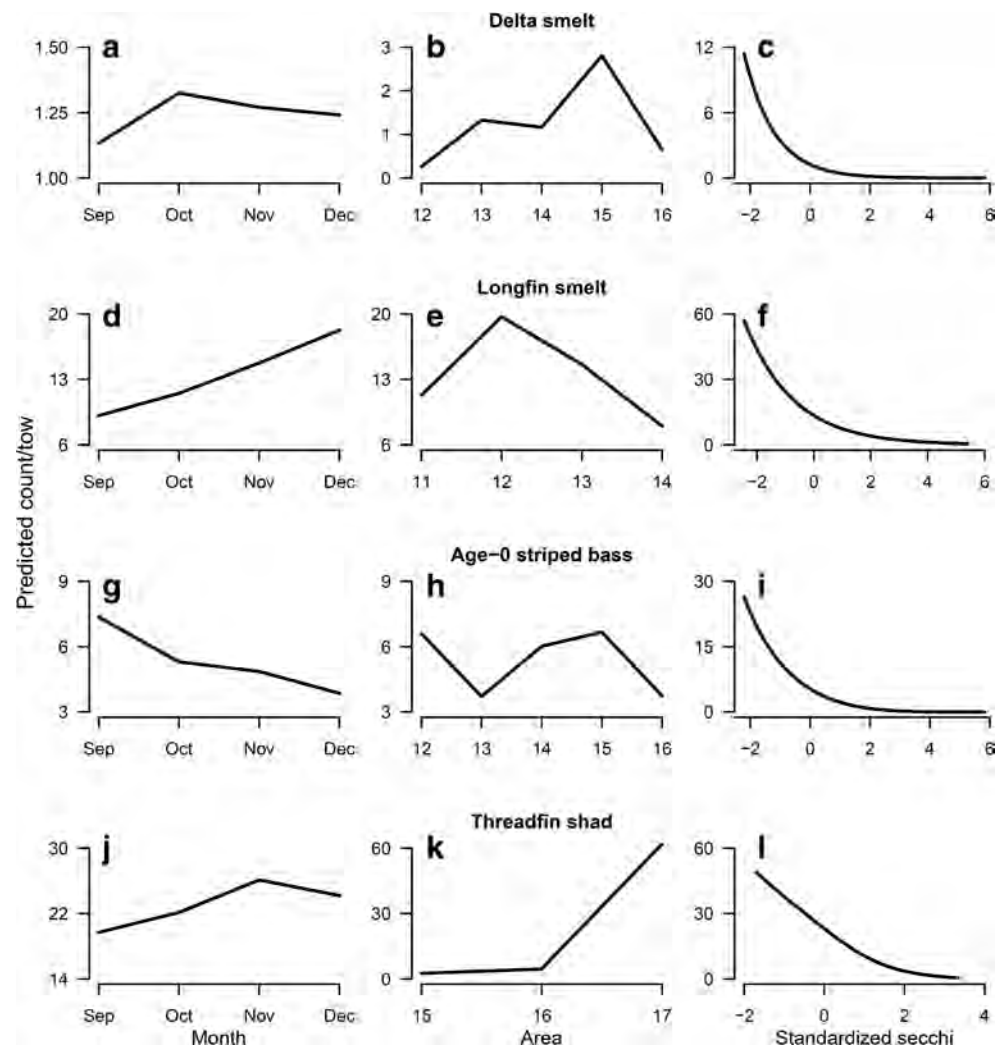 Delta smelt
a b c
1.50 3 12
1.25 2 6
1 
1.00 0 0
Sep Oct Nov Dec 12 13 14 15 16 −2 0 2 4 6
Longfin smelt
d e f
20 20 60
13 13 30
6 6 0
Sep Oct Nov Dec 11 12 13 14 −2 0 2 4 6
Predicted count/tow
Age−0 striped bass
g h i
9 9 30
6 6 15
3 3 0
Sep Oct Nov Dec 12 13 14 15 16 −2 0 2 4 6
Threadfin shad
j k l
30 60 60
22 30 30
14 0 0
Sep Oct Nov Dec 15 16 17 −2 0 2 4
Month Area Standardized secchi